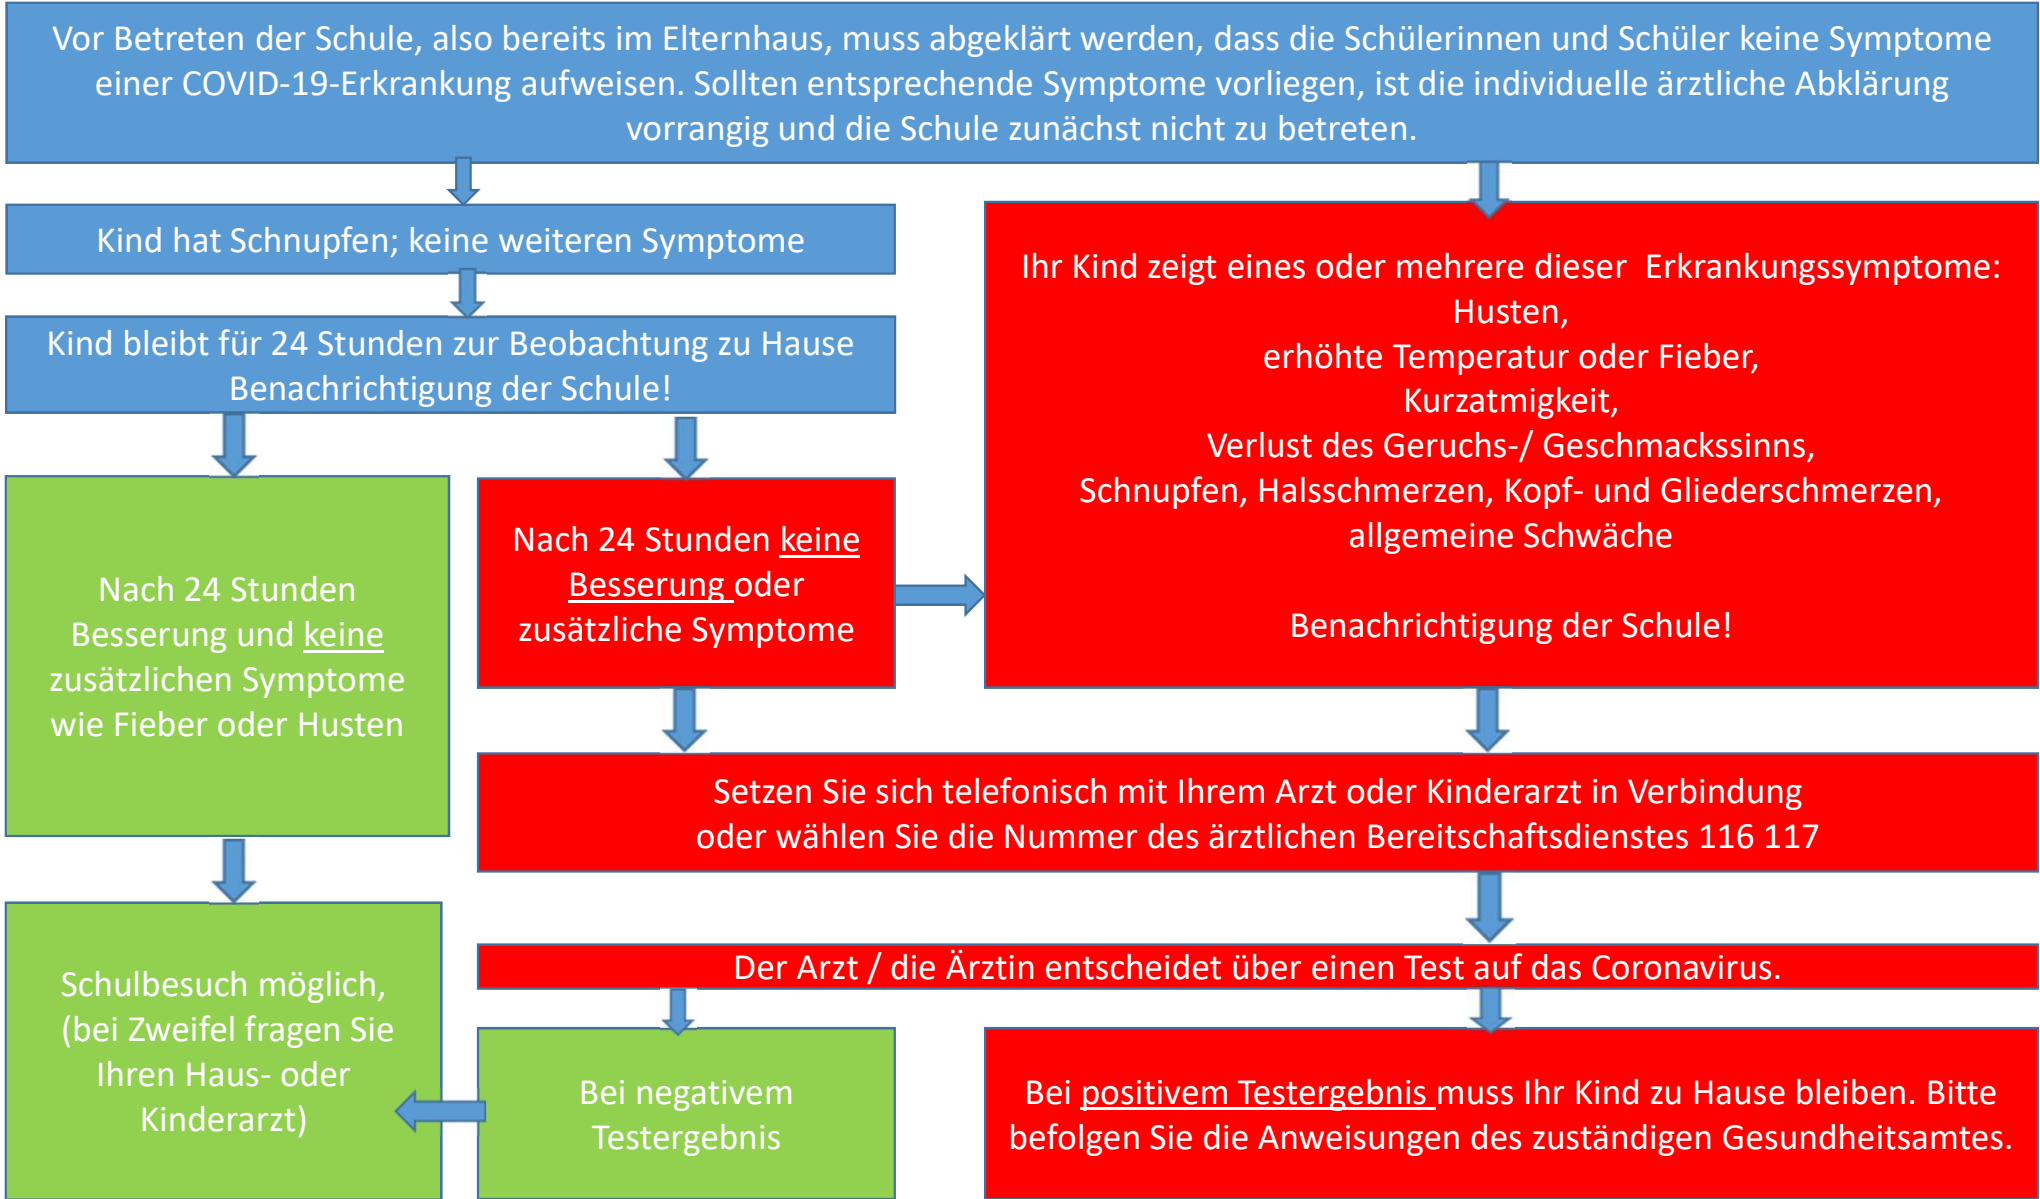 Vor Betreten der Schule, also bereits im Elternhaus, muss abgeklärt werden, dass die Schülerinnen und Schüler keine Symptome
einer COVID-19-Erkrankung aufweisen. Sollten entsprechende Symptome vorliegen, ist die individuelle ärztliche Abklärung
vorrangig und die Schule zunächst nicht zu betreten.
Kind hat Schnupfen; keine weiteren Symptome
Kind bleibt für 24 Stunden zur Beobachtung zu Hause
Benachrichtigung der Schule!
Ihr Kind zeigt eines oder mehrere dieser Erkrankungssymptome:
Husten,
erhöhte Temperatur oder Fieber,
Kurzatmigkeit,
Verlust des Geruchs-/ Geschmackssinns,
Schnupfen, Halsschmerzen, Kopf- und Gliederschmerzen,
allgemeine Schwäche
Benachrichtigung der Schule!
Nach 24 Stunden
Besserung und keine
zusätzlichen Symptome
wie Fieber oder Husten
Nach 24 Stunden keine
Besserung oder
zusätzliche Symptome
Setzen Sie sich telefonisch mit Ihrem Arzt oder Kinderarzt in Verbindung
oder wählen Sie die Nummer des ärztlichen Bereitschaftsdienstes 116 117
Der Arzt / die Ärztin entscheidet über einen Test auf das Coronavirus.
Schulbesuch möglich,
(bei Zweifel fragen Sie
Ihren Haus- oder
Kinderarzt)
Bei negativem
Testergebnis
Bei positivem Testergebnis muss Ihr Kind zu Hause bleiben. Bitte
befolgen Sie die Anweisungen des zuständigen Gesundheitsamtes.